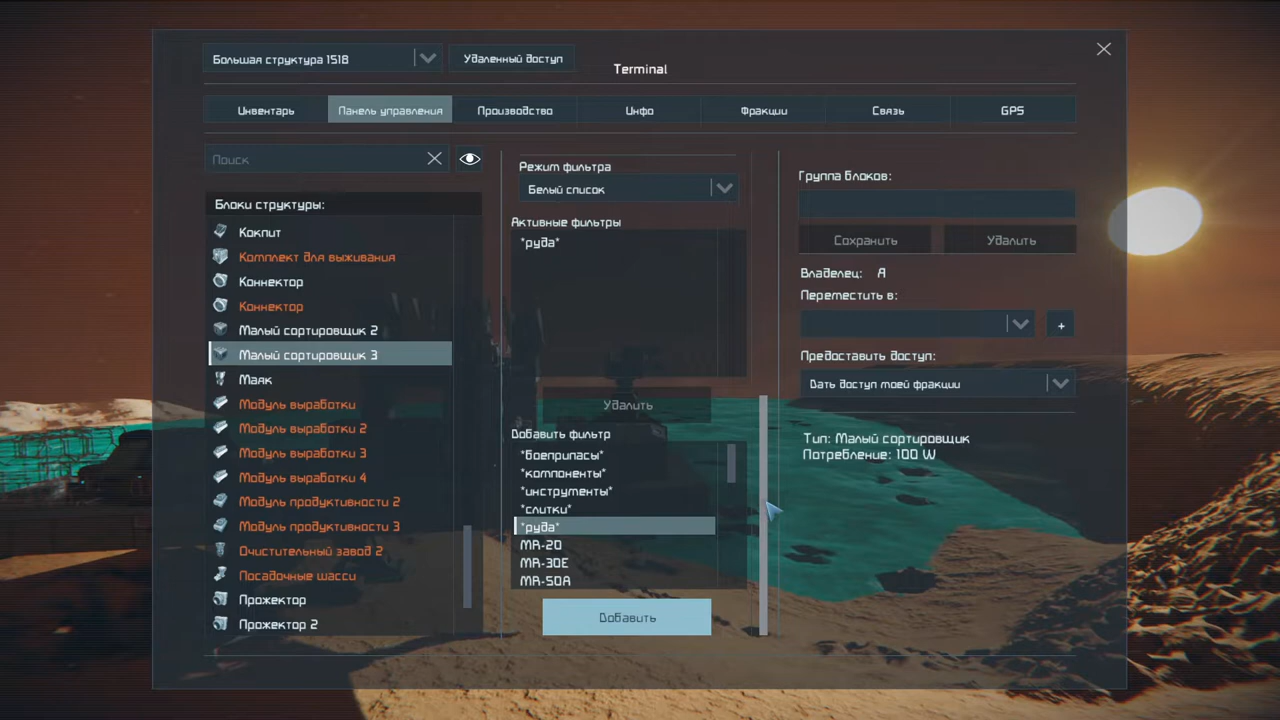 Большая структура 1518
Удаленный доступ
Terminal
Инвентарь
Панель управления
Производство
Инфо
Фракции
Связь
GPS
Поиск
Блоки структуры:
Кокпит
Комплект для выживания
Коннектор
Коннектор
Малый сортировщик 2
Малый сортировщик 3
Маяк
Модуль выработки
Модуль выработки 2
Модуль выработки 3
Модуль выработки 4
Модуль продуктивности 2
Модуль продуктивности 3
Очистительный завод 2
Посадочные шасси
Прожектор
Прожектор 2
Режим фильтра
Белый список
Активные фильтры
*руда*
Удалить
Добавить фильтр
*боеприпасы*
*компоненты*
*инструменты*
*слитки*
*руда*
MR-20
MR-30E
MR-50A
Добавить
Группа блоков:
Сохранить
Удалить
Владелец: A
Переместить в:
+
Предоставить доступ:
Дать доступ моей фракции
Тип: Малый сортировщик
Потребление: 100 W